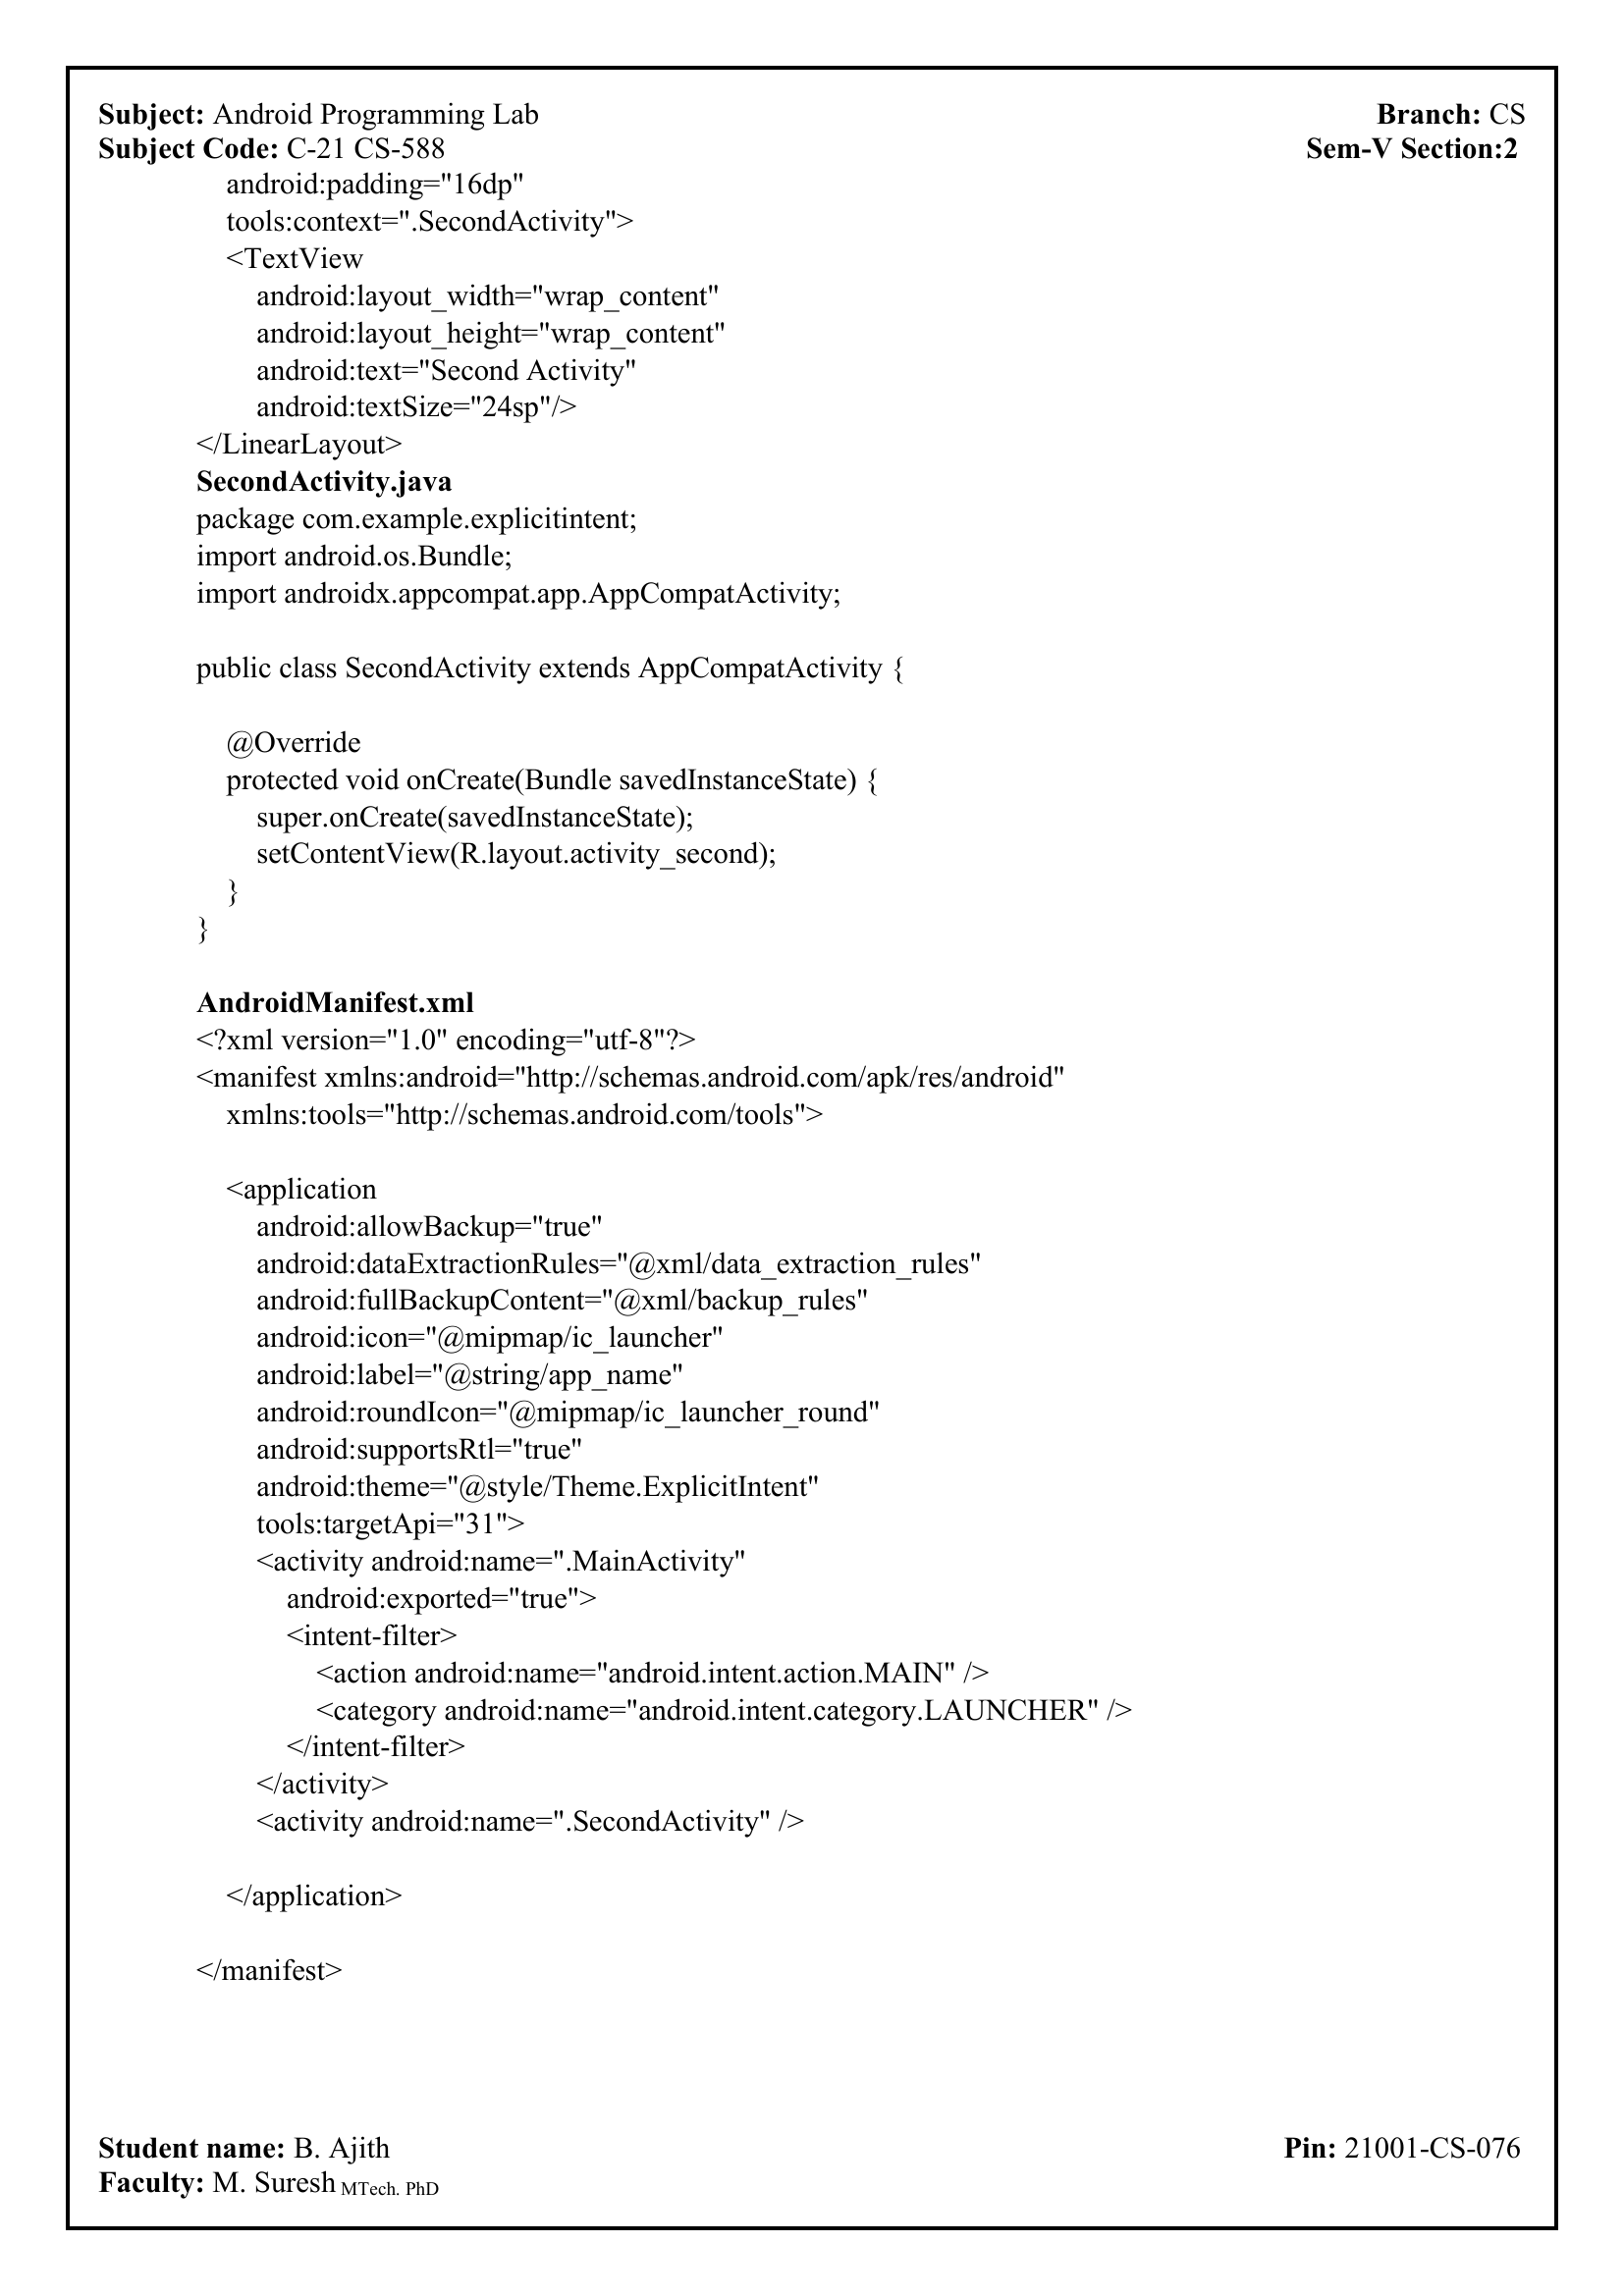 Subject: Android Programming Lab Branch: CS
Subject Code: C-21 CS-588 Sem-V Section:2
android:padding="16dp"
tools:context=".SecondActivity">
<TextView
android:layout_width="wrap_content"
android:layout_height="wrap_content"
android:text="Second Activity"
android:textSize="24sp"/>
</LinearLayout>
SecondActivity.java
package com.example.explicitintent;
import android.os.Bundle;
import androidx.appcompat.app.AppCompatActivity;
public class SecondActivity extends AppCompatActivity {
@Override
protected void onCreate(Bundle savedInstanceState) {
super.onCreate(savedInstanceState);
setContentView(R.layout.activity_second);
}
}
AndroidManifest.xml
<?xml version="1.0" encoding="utf-8"?>
<manifest xmlns:android="http://schemas.android.com/apk/res/android"
xmlns:tools="http://schemas.android.com/tools">
<application
android:allowBackup="true"
android:dataExtractionRules="@xml/data_extraction_rules"
android:fullBackupContent="@xml/backup_rules"
android:icon="@mipmap/ic_launcher"
android:label="@string/app_name"
android:roundIcon="@mipmap/ic_launcher_round"
android:supportsRtl="true"
android:theme="@style/Theme.ExplicitIntent"
tools:targetApi="31">
<activity android:name=".MainActivity"
android:exported="true">
<intent-filter>
<action android:name="android.intent.action.MAIN" />
<category android:name="android.intent.category.LAUNCHER" />
</intent-filter>
</activity>
<activity android:name=".SecondActivity" />
</application>
</manifest>
Student name: B. Ajith Pin: 21001-CS-076
Faculty: M. Suresh MTech. PhD